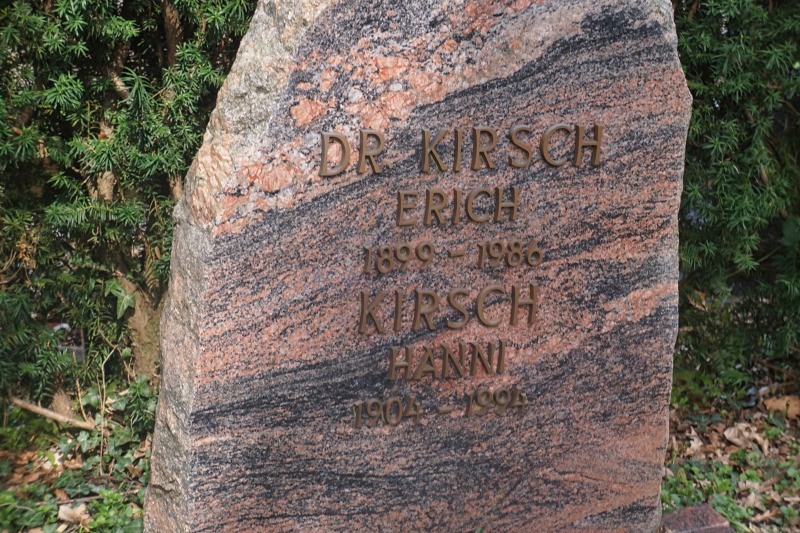 DR KIRSCH
ERICH
1899 - 1986
KIRSCH
HANNI
1904 - 1994